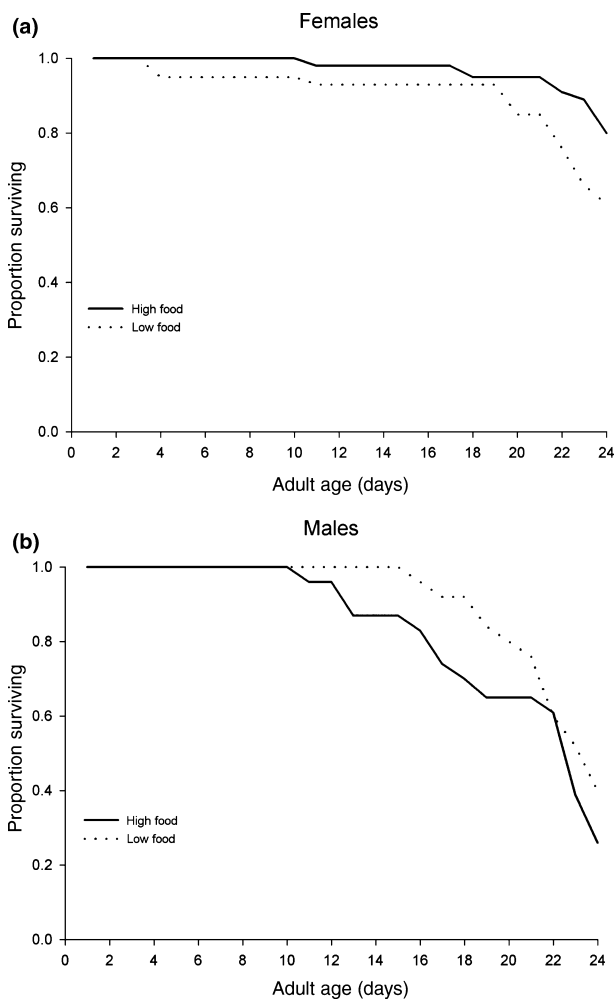 (a)
Females
1.0
0.8
0.6
0.4
0.2
0.0
Proportion surviving
High food
Low food
0 2 4 6 8 10 12 14 16 18 20 22 24
Adult age (days)
(b)
Males
1.0
0.8
0.6
0.4
0.2
0.0
Proportion surviving
High food
Low food
0 2 4 6 8 10 12 14 16 18 20 22 24
Adult age (days)